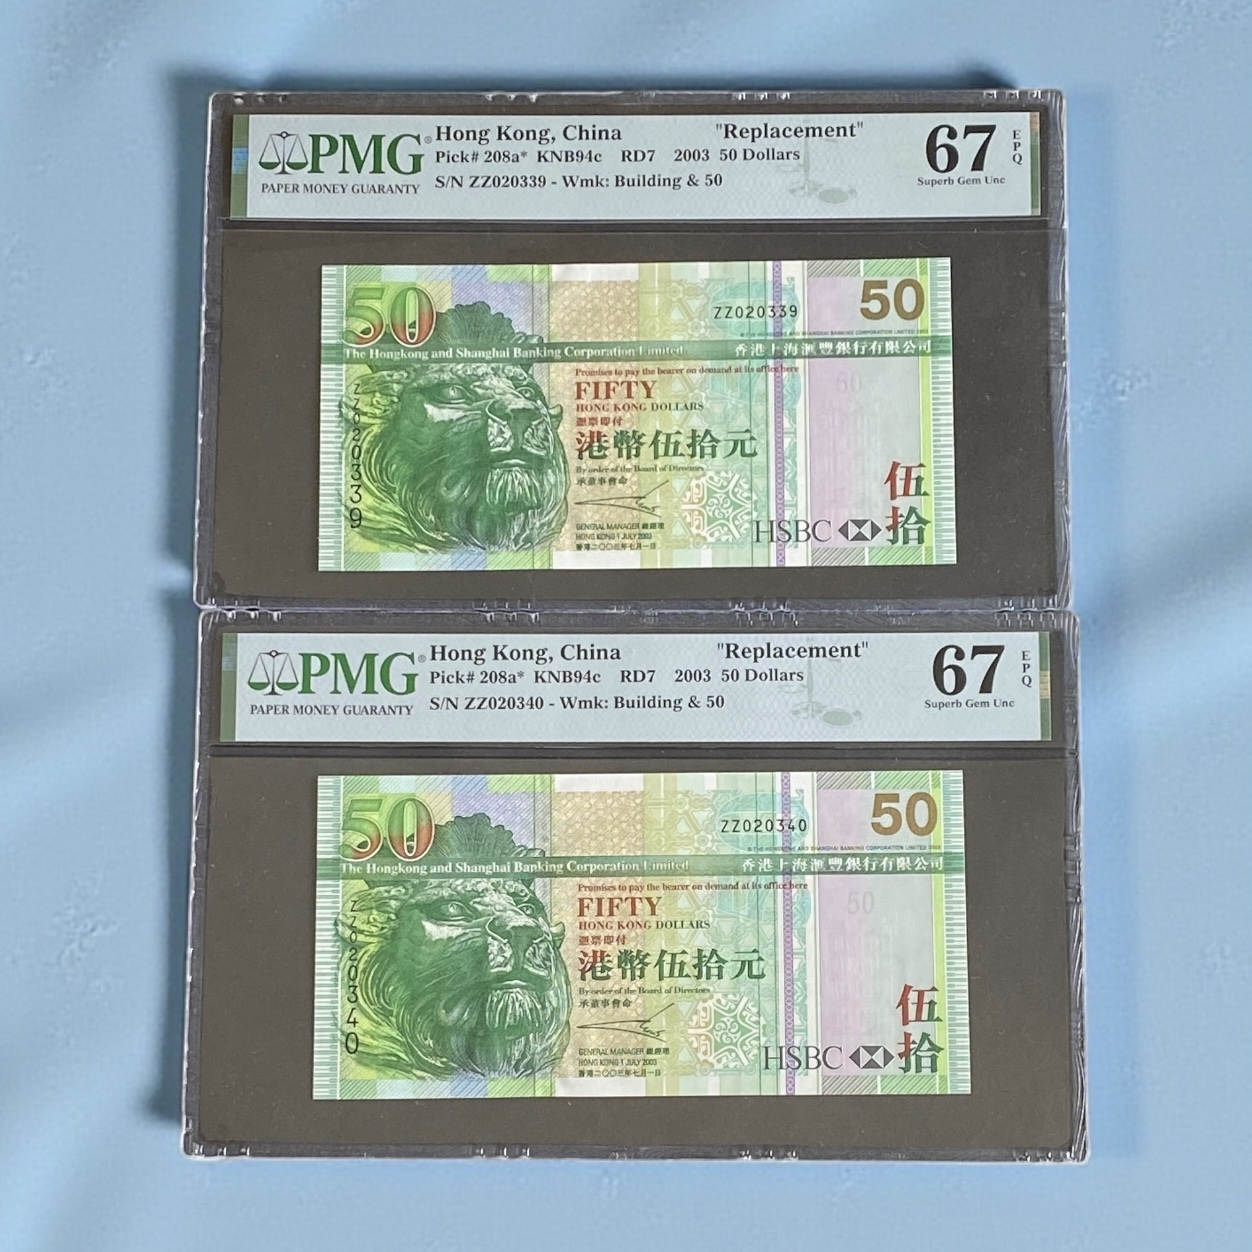 PMG®
PAPER MONEY GUARANTY
Hong Kong, China "Replacement"
Pick# 208a* KNB94c RD7 2003 50 Dollars
S/N ZZ020339 - Wmk: Building & 50
67
EPQ
Superb Gem Unc
50
ZZ020339
50
The Hongkong and Shanghai Banking Corporation Limited 香港上海滙豐銀行有限公司
Promises to pay the bearer on demand at its office here
FIFTY
50
HONG KONG DOLLARS
憑票即付
港幣伍拾元
By order of the Board of Directors
承董事會命
ZZ020339
GENERAL MANAGER 總經理
HONG KONG 1 JULY 2003
香港二〇〇三年七月一日
HSBC
伍拾
PMG®
PAPER MONEY GUARANTY
Hong Kong, China "Replacement"
Pick# 208a* KNB94c RD7 2003 50 Dollars
S/N ZZ020340 - Wmk: Building & 50
67
EPQ
Superb Gem Unc
50
ZZ020340
50
The Hongkong and Shanghai Banking Corporation Limited 香港上海滙豐銀行有限公司
Promises to pay the bearer on demand at its office here
FIFTY
50
HONG KONG DOLLARS
憑票即付
港幣伍拾元
By order of the Board of Directors
承董事會命
ZZ020340
GENERAL MANAGER 總經理
HONG KONG 1 JULY 2003
香港二〇〇三年七月一日
HSBC
伍拾